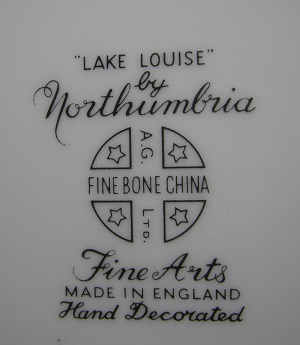 "LAKE LOUISE"
by
Northumbria
A.G.
FINE BONE CHINA
LTD.
Fine Arts
MADE IN ENGLAND
Hand Decorated